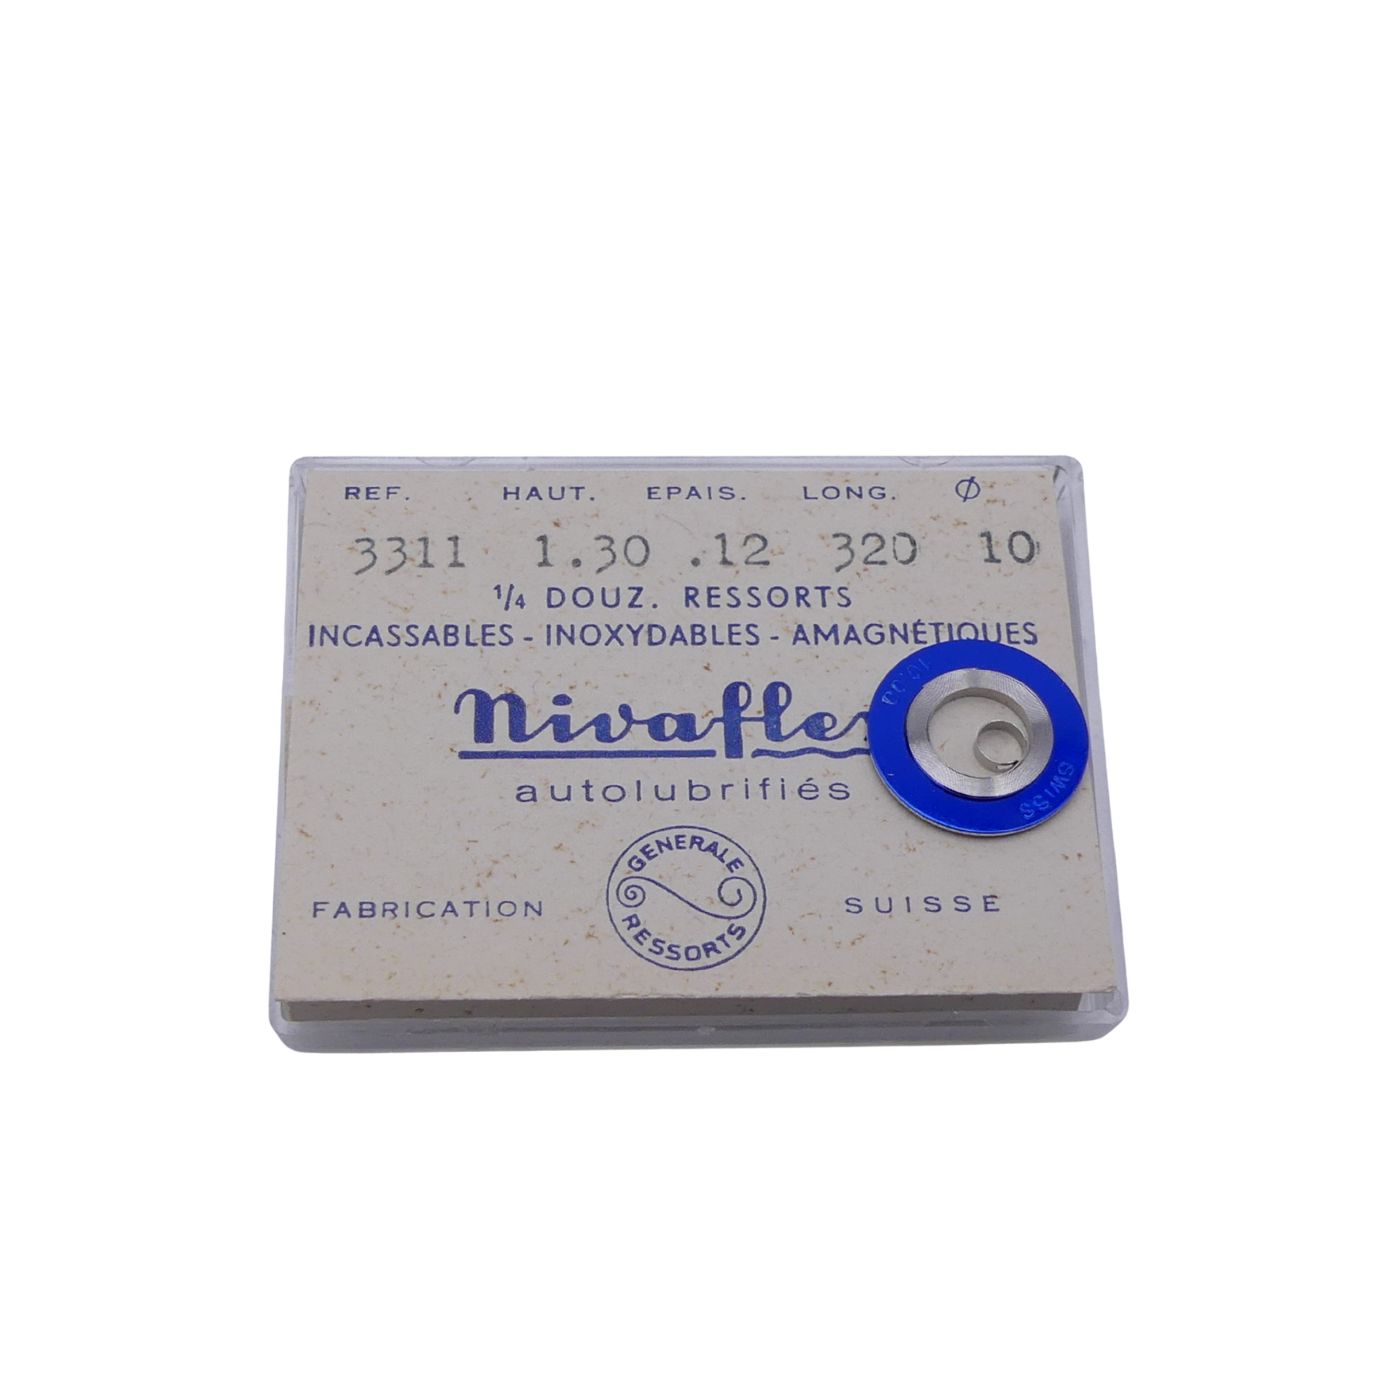 REF. HAUT. EPAIS. LONG. Ø
3311 1.30 .12 320 10
1/4 DOUZ. RESSORTS
INCASSABLES - INOXYDABLES - AMAGNÉTIQUES
Nivaflex
autolubrifiés
GENERALE
RESSORTS
FABRICATION SUISSE
SWISS